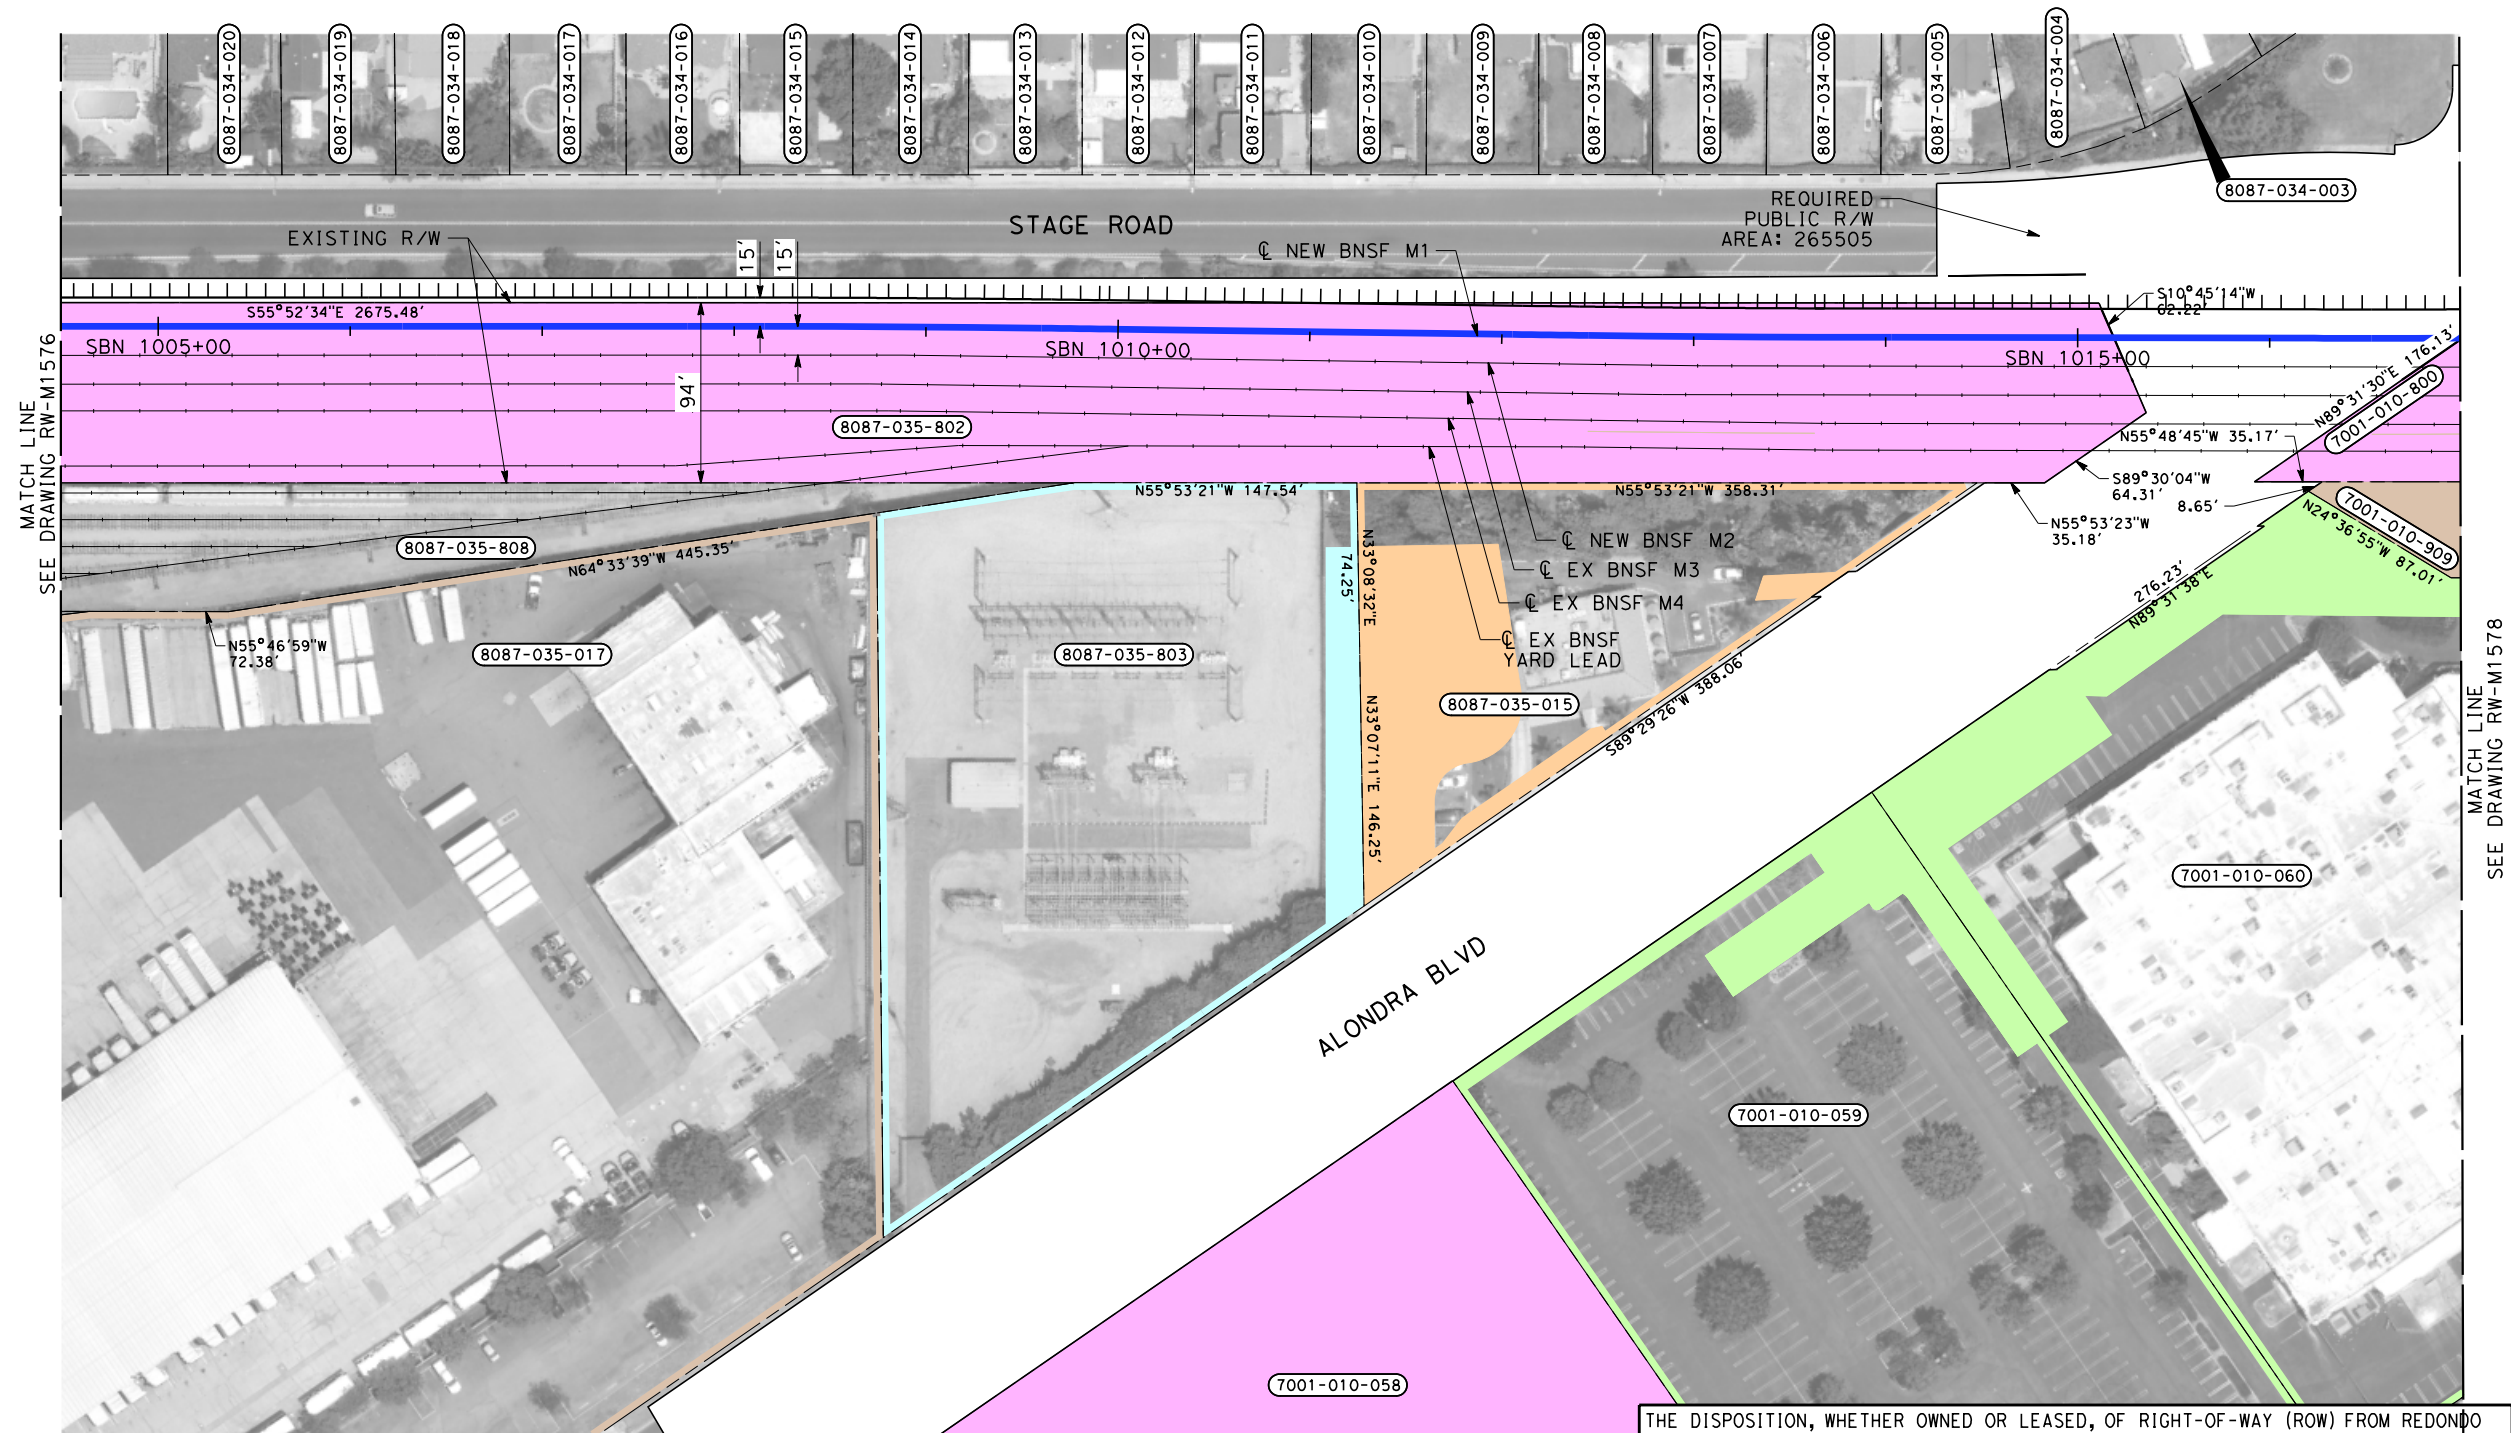 8087-034-020
8087-034-019
8087-034-018
8087-034-017
8087-034-016
8087-034-015
8087-034-014
8087-034-013
8087-034-012
8087-034-011
8087-034-010
8087-034-009
8087-034-008
8087-034-007
8087-034-006
8087-034-005
8087-034-004
8087-034-003
REQUIRED
PUBLIC R/W
AREA: 265505
STAGE ROAD
EXISTING R/W
15'
15'
℄ NEW BNSF M1
S55°52'34"E 2675.48'
S10°45'14"W
62.22'
SBN 1005+00
SBN 1010+00
SBN 1015+00
94'
N89°31'30"E 176.13'
7001-010-800
MATCH LINE
SEE DRAWING RW-M1576
8087-035-802
N55°48'45"W 35.17'
S89°30'04"W
64.31'
8.65'
N55°53'21"W 147.54'
N55°53'21"W 358.31'
7001-010-909
N24°36'55"W 87.01'
N55°53'23"W
35.18'
8087-035-808
N64°33'39"W 445.35'
℄ NEW BNSF M2
℄ EX BNSF M3
℄ EX BNSF M4
℄ EX BNSF
YARD LEAD
74.25'
N33°08'32"E
276.23'
N89°31'38"E
N55°46'59"W
72.38'
8087-035-017
8087-035-803
8087-035-015
S89°29'26"W 388.06'
N33°07'11"E 146.25'
MATCH LINE
SEE DRAWING RW-M1578
7001-010-060
ALONDRA BLVD
7001-010-059
7001-010-058
THE DISPOSITION, WHETHER OWNED OR LEASED, OF RIGHT-OF-WAY (ROW) FROM REDONDO